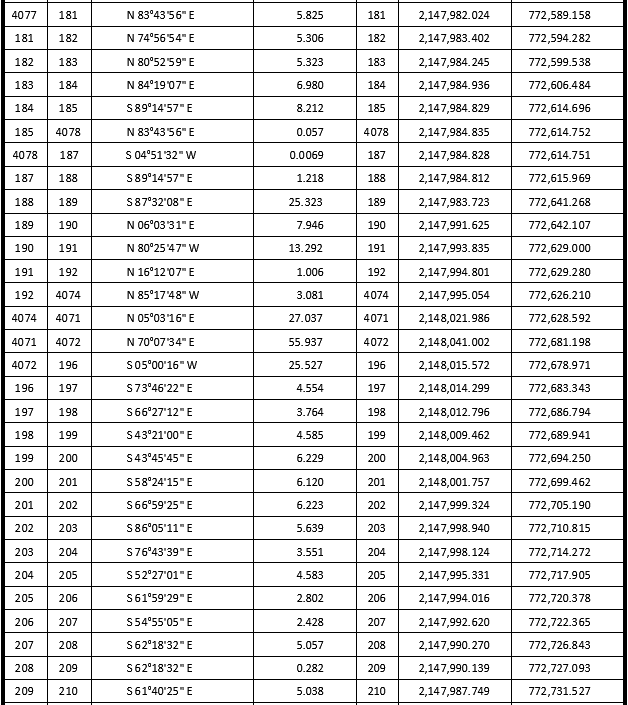 4077 181 N 83°43'56" E 5.825 181 2,147,982.024 772,589.158
181 182 N 74°56'54" E 5.306 182 2,147,983.402 772,594.282
182 183 N 80°52'59" E 5.323 183 2,147,984.245 772,599.538
183 184 N 84°19'07" E 6.980 184 2,147,984.936 772,606.484
184 185 S 89°14'57" E 8.212 185 2,147,984.829 772,614.696
185 4078 N 83°43'56" E 0.057 4078 2,147,984.835 772,614.752
4078 187 S 04°51'32" W 0.0069 187 2,147,984.828 772,614.751
187 188 S 89°14'57" E 1.218 188 2,147,984.812 772,615.969
188 189 S 87°32'08" E 25.323 189 2,147,983.723 772,641.268
189 190 N 06°03'31" E 7.946 190 2,147,991.625 772,642.107
190 191 N 80°25'47" W 13.292 191 2,147,993.835 772,629.000
191 192 N 16°12'07" E 1.006 192 2,147,994.801 772,629.280
192 4074 N 85°17'48" W 3.081 4074 2,147,995.054 772,626.210
4074 4071 N 05°03'16" E 27.037 4071 2,148,021.986 772,628.592
4071 4072 N 70°07'34" E 55.937 4072 2,148,041.002 772,681.198
4072 196 S 05°00'16" W 25.527 196 2,148,015.572 772,678.971
196 197 S 73°46'22" E 4.554 197 2,148,014.299 772,683.343
197 198 S 66°27'12" E 3.764 198 2,148,012.796 772,686.794
198 199 S 43°21'00" E 4.585 199 2,148,009.462 772,689.941
199 200 S 43°45'45" E 6.229 200 2,148,004.963 772,694.250
200 201 S 58°24'15" E 6.120 201 2,148,001.757 772,699.462
201 202 S 66°59'25" E 6.223 202 2,147,999.324 772,705.190
202 203 S 86°05'11" E 5.639 203 2,147,998.940 772,710.815
203 204 S 76°43'39" E 3.551 204 2,147,998.124 772,714.272
204 205 S 52°27'01" E 4.583 205 2,147,995.331 772,717.905
205 206 S 61°59'29" E 2.802 206 2,147,994.016 772,720.378
206 207 S 54°55'05" E 2.428 207 2,147,992.620 772,722.365
207 208 S 62°18'32" E 5.057 208 2,147,990.270 772,726.843
208 209 S 62°18'32" E 0.282 209 2,147,990.139 772,727.093
209 210 S 61°40'25" E 5.038 210 2,147,987.749 772,731.527